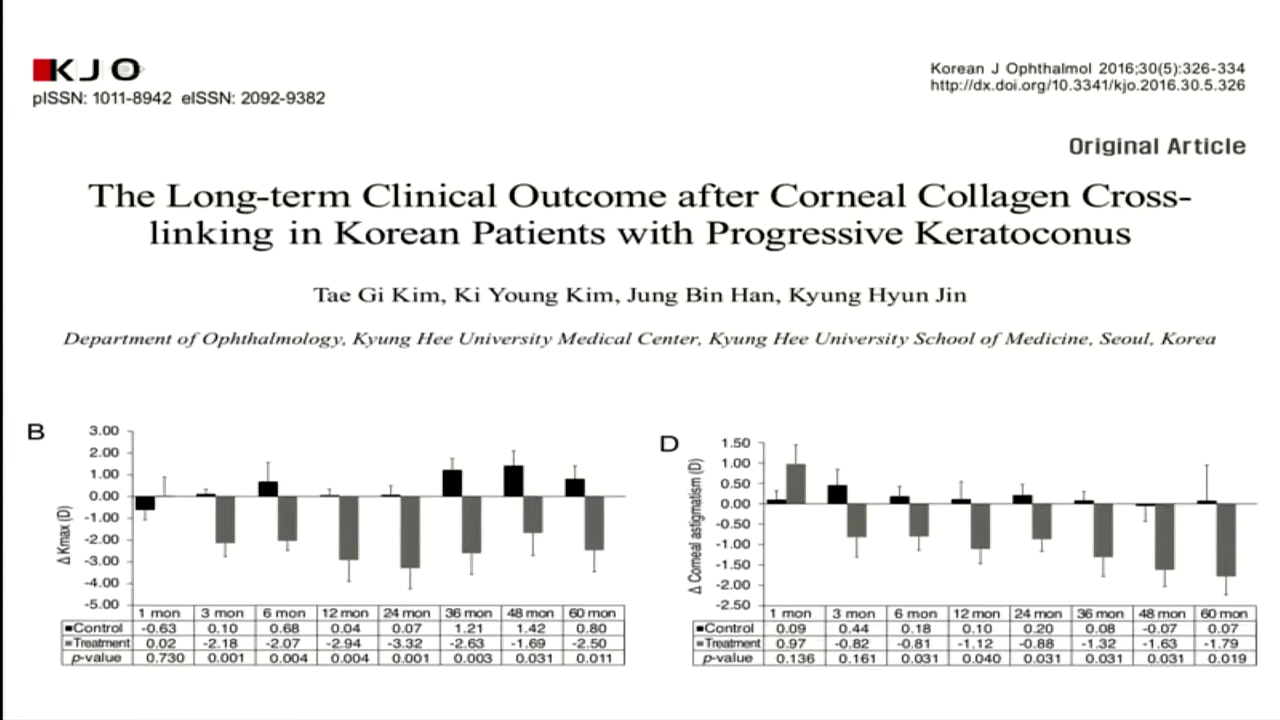 KJO
pISSN: 1011-8942 eISSN: 2092-9382
Korean J Ophthalmol 2016;30(5):326-334
http://dx.doi.org/10.3341/kjo.2016.30.5.326
Original Article
The Long-term Clinical Outcome after Corneal Collagen Cross-
linking in Korean Patients with Progressive Keratoconus
Tae Gi Kim, Ki Young Kim, Jung Bin Han, Kyung Hyun Jin
Department of Ophthalmology, Kyung Hee University Medical Center, Kyung Hee University School of Medicine, Seoul, Korea
B
Δ Kmax (D)
3.00
2.00
1.00
0.00
-1.00
-2.00
-3.00
-4.00
-5.00
1 mon 3 mon 6 mon 12 mon 24 mon 36 mon 48 mon 60 mon
Control -0.63 0.10 0.68 0.04 0.07 1.21 1.42 0.80
Treatment 0.02 -2.18 -2.07 -2.94 -3.32 -2.63 -1.69 -2.50
p-value 0.730 0.001 0.004 0.004 0.001 0.003 0.031 0.011
D
Δ Corneal astigmatism (D)
1.50
1.00
0.50
0.00
-0.50
-1.00
-1.50
-2.00
-2.50
1 mon 3 mon 6 mon 12 mon 24 mon 36 mon 48 mon 60 mon
Control 0.09 0.44 0.18 0.10 0.20 0.08 -0.07 0.07
Treatment 0.97 -0.82 -0.81 -1.12 -0.88 -1.32 -1.63 -1.79
p-value 0.136 0.161 0.031 0.040 0.031 0.031 0.031 0.019